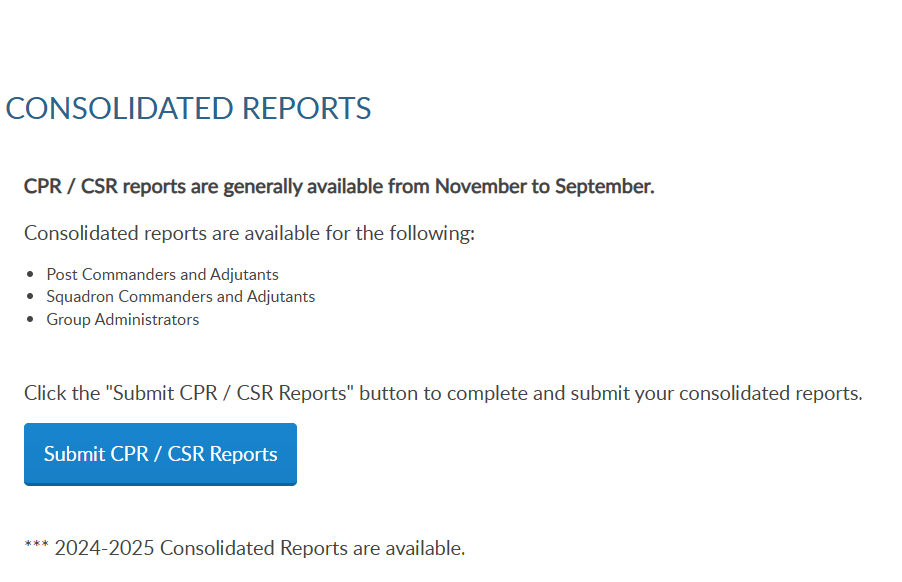 CONSOLIDATED REPORTS
CPR / CSR reports are generally available from November to September.
Consolidated reports are available for the following:
• Post Commanders and Adjutants
• Squadron Commanders and Adjutants
• Group Administrators
Click the "Submit CPR / CSR Reports" button to complete and submit your consolidated reports.
Submit CPR / CSR Reports
*** 2024-2025 Consolidated Reports are available.